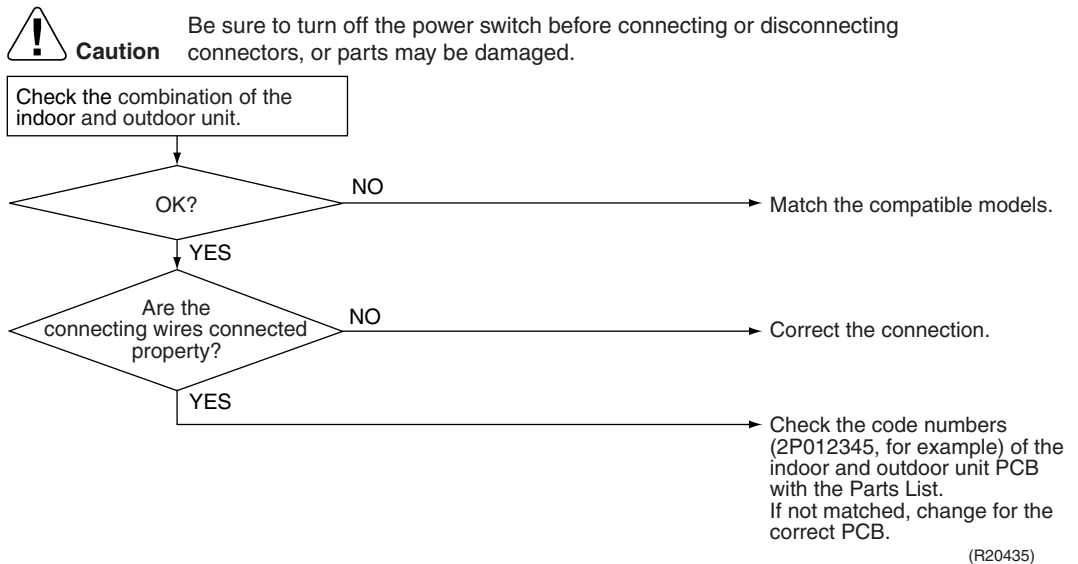 Be sure to turn off the power switch before connecting or disconnecting
Caution connectors, or parts may be damaged.
Check the combination of the
indoor and outdoor unit.
OK?
NO
Match the compatible models.
YES
Are the
connecting wires connected
property?
NO
Correct the connection.
YES
Check the code numbers
(2P012345, for example) of the
indoor and outdoor unit PCB
with the Parts List.
If not matched, change for the
correct PCB.
(R20435)